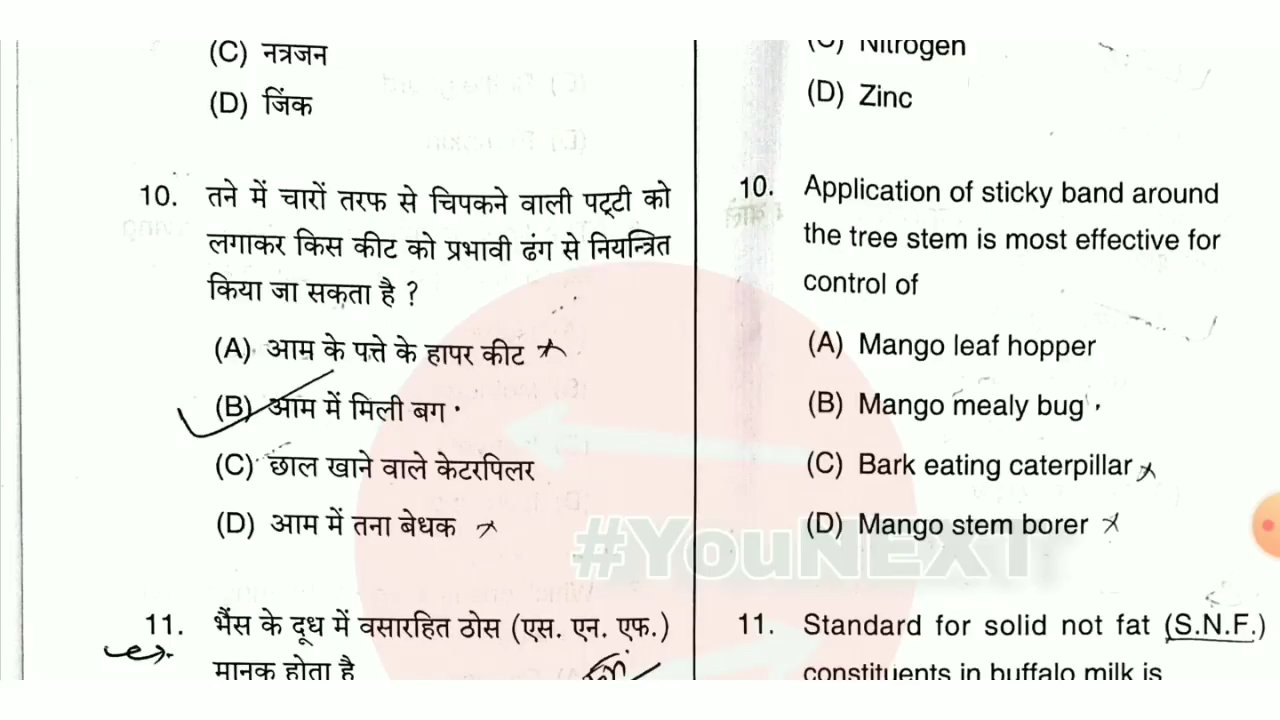 (C) नत्रजन
(D) जिंक
10. तने में चारों तरफ से चिपकने वाली पट्टी को
लगाकर किस कीट को प्रभावी ढंग से नियन्त्रित
किया जा सकता है ?
(A) आम के पत्ते के हापर कीट
(B) आम में मिली बग
(C) छाल खाने वाले केटरपिलर
(D) आम में तना बेधक
11. भैंस के दूध में वसारहित ठोस (एस. एन. एफ.)
मानक होता है
(C) Nitrogen
(D) Zinc
10. Application of sticky band around
the tree stem is most effective for
control of
(A) Mango leaf hopper
(B) Mango mealy bug
(C) Bark eating caterpillar
(D) Mango stem borer
11. Standard for solid not fat (S.N.F.)
constituents in buffalo milk is
#YouNEXT